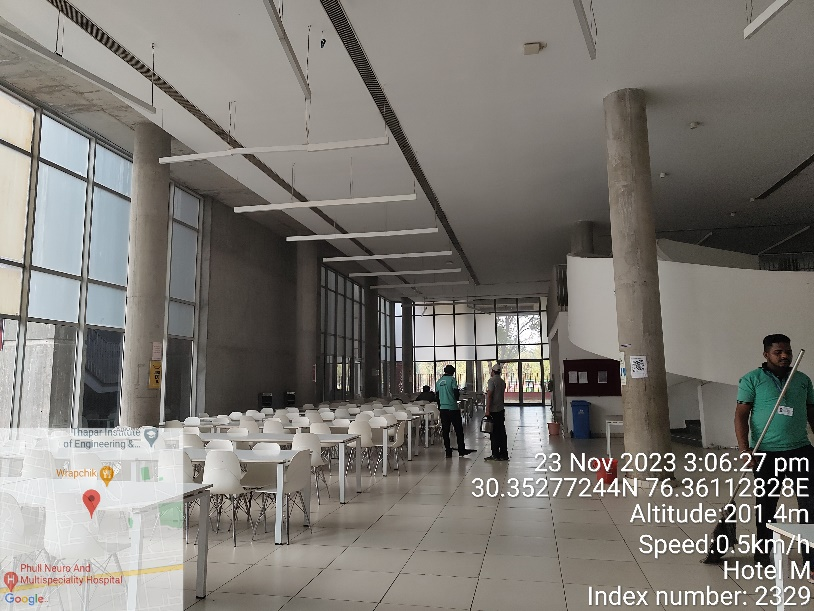 Thapar Institute
of Engineering &...
Wrapchik
Phull Neuro And
Multispeciality Hospital
Google
23 Nov 2023 3:06:27 pm
30.35277244N 76.36112828E
Altitude:201.4m
Speed:0.5km/h
Hotel M
Index number: 2329